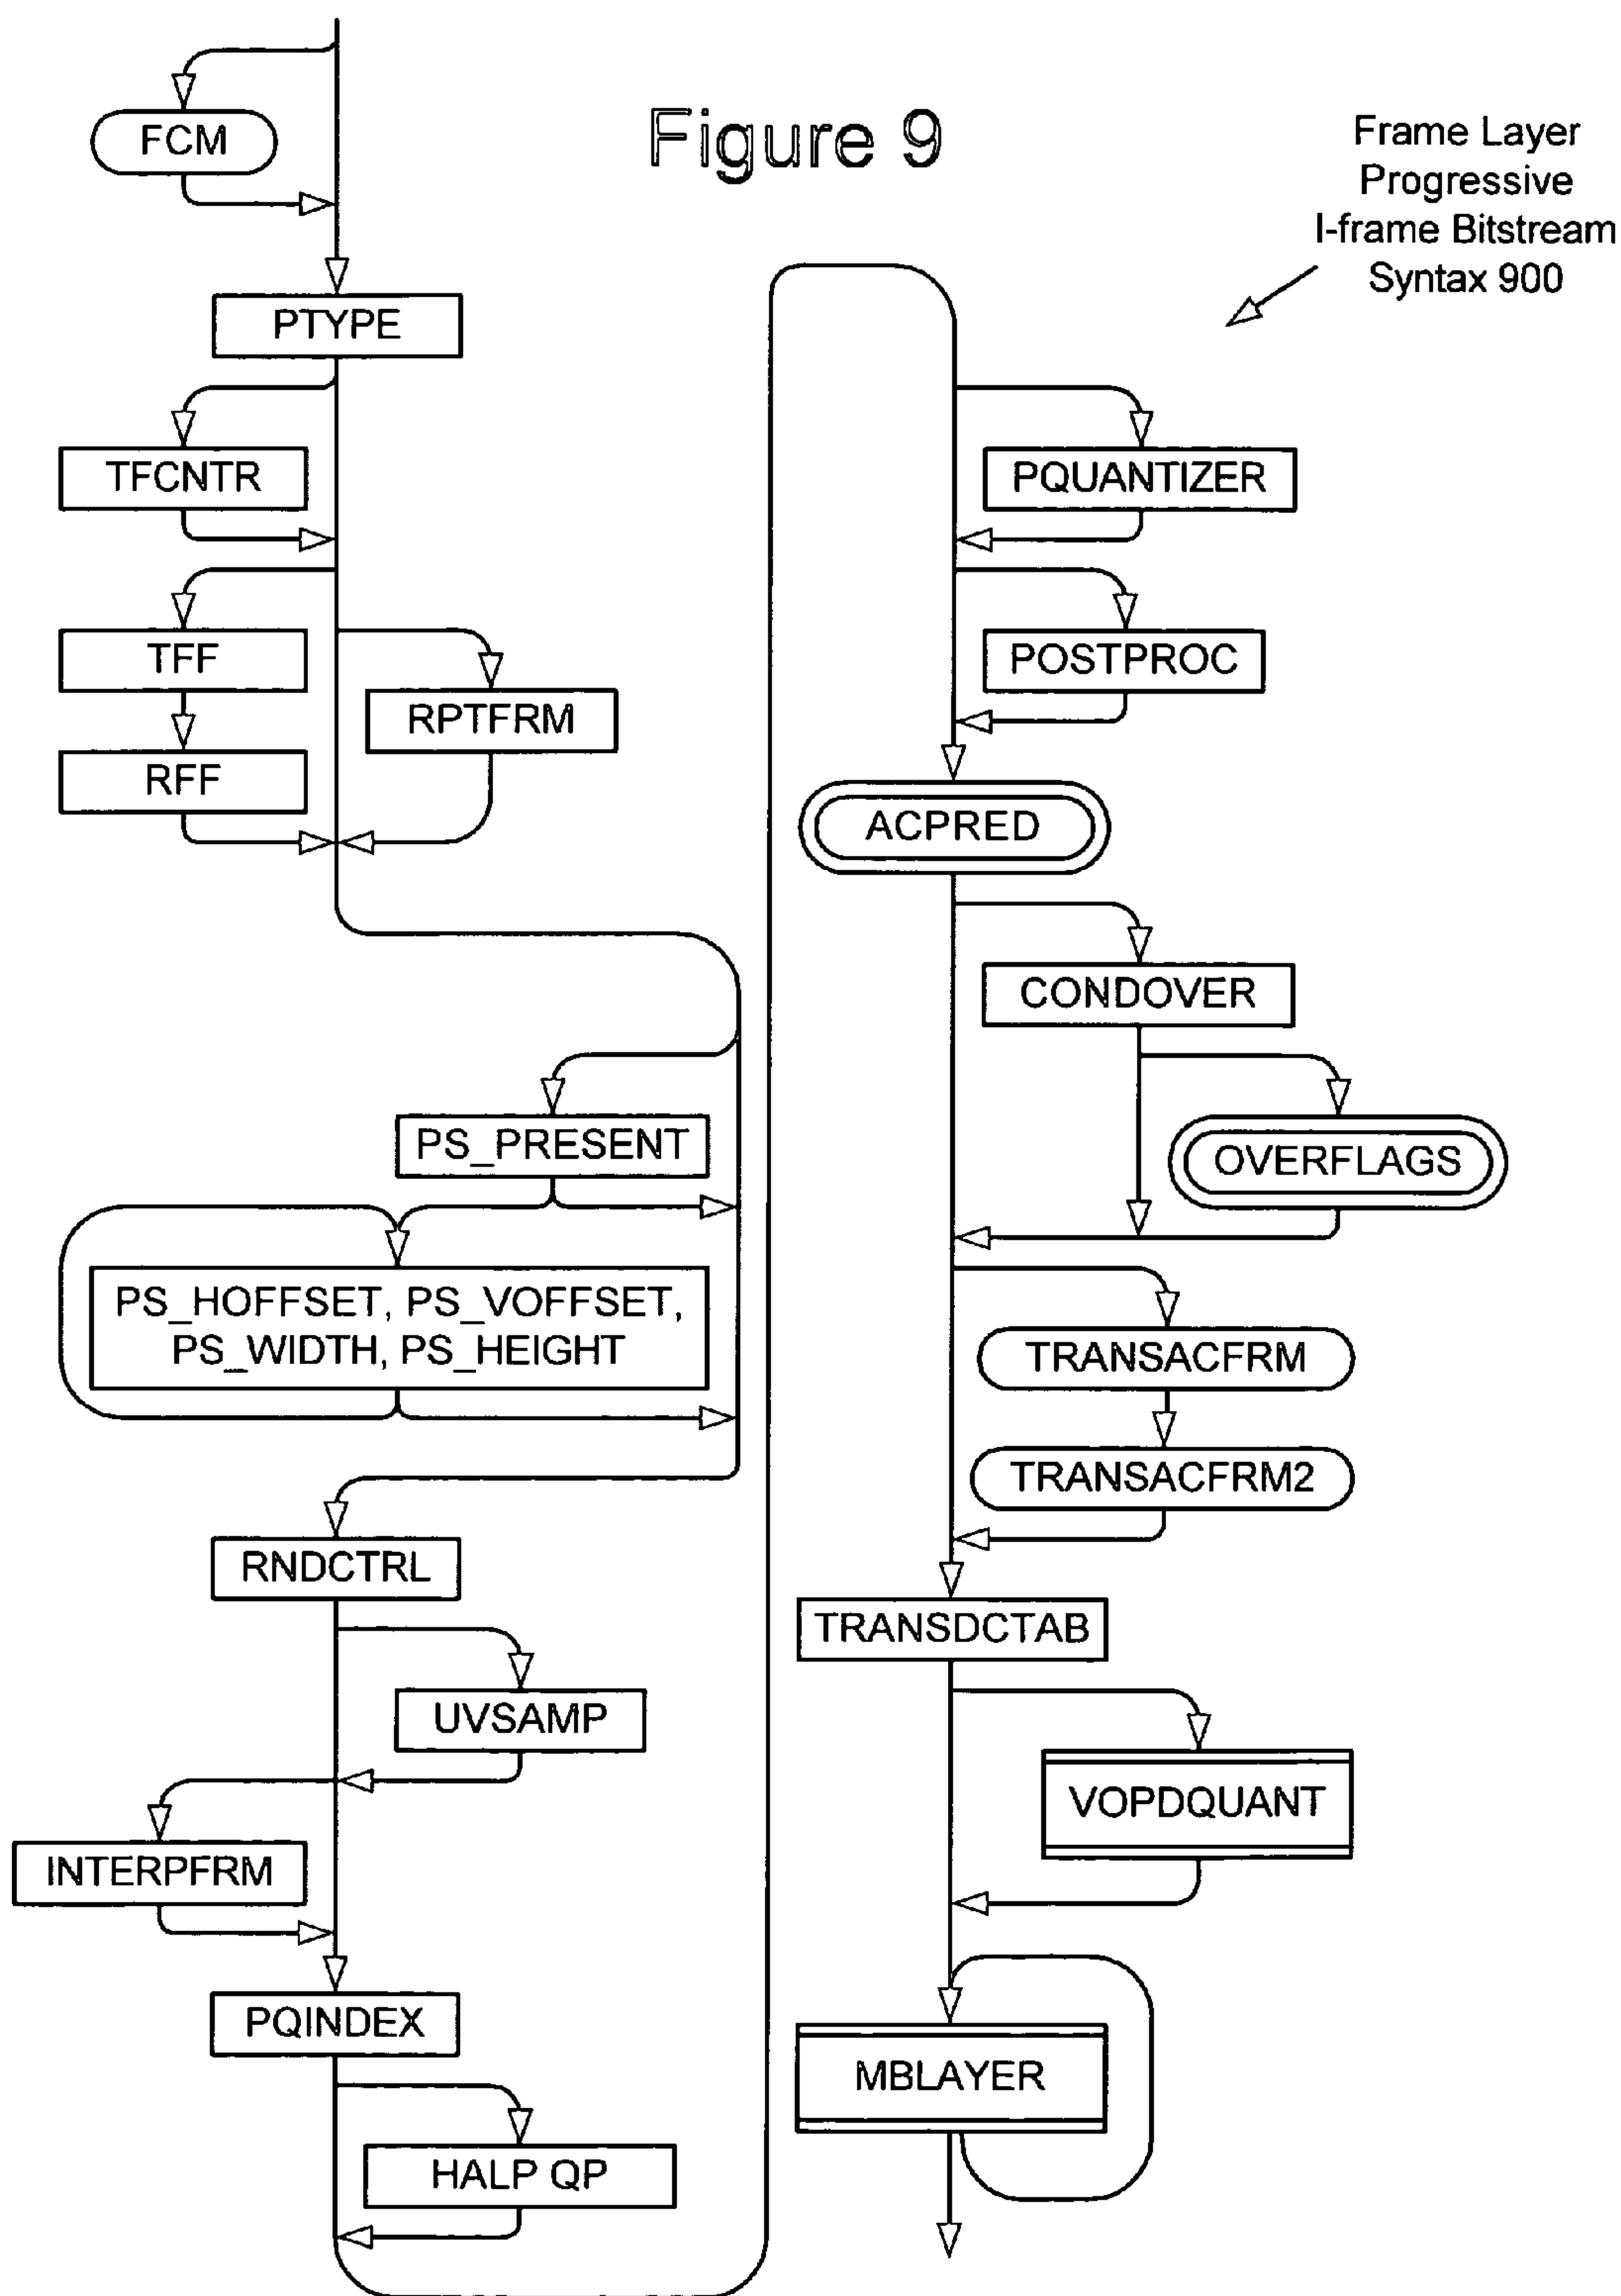 Figure 9
Frame Layer
Progressive
I-frame Bitstream
Syntax 900
FCM
PTYPE
TFCNTR
TFF
RPTFRM
RFF
PS_PRESENT
PS_HOFFSET, PS_VOFFSET,
PS_WIDTH, PS_HEIGHT
RNDCTRL
UVSAMP
INTERPFRM
PQINDEX
HALP QP
PQUANTIZER
POSTPROC
ACPRED
CONDOVER
OVERFLAGS
TRANSACFRM
TRANSACFRM2
TRANSDCTAB
VOPDQUANT
MBLAYER